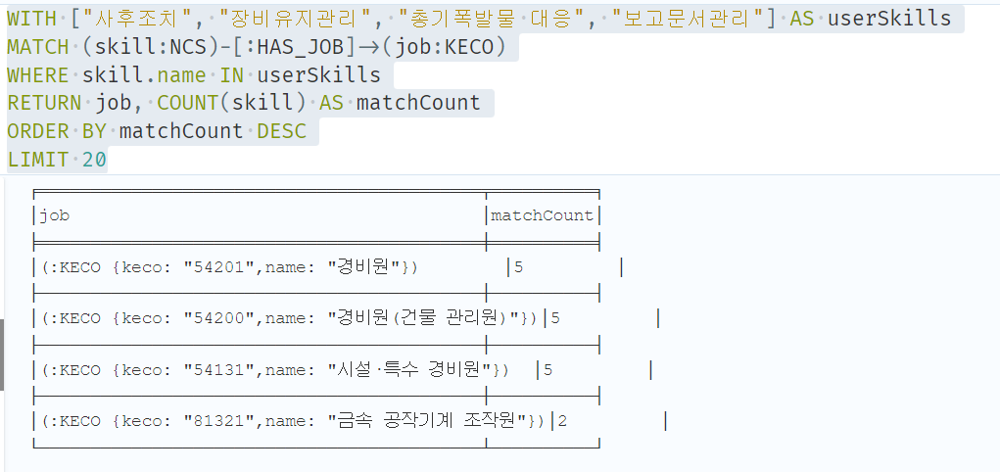 WITH ["사후조치", "장비유지관리", "총기폭발물 대응", "보고문서관리"] AS userSkills
MATCH (skill:NCS)-[:HAS_JOB]->(job:KECO)
WHERE skill.name IN userSkills
RETURN job, COUNT(skill) AS matchCount
ORDER BY matchCount DESC
LIMIT 20
job matchCount
(:KECO {keco: "54201",name: "경비원"}) 5
(:KECO {keco: "54200",name: "경비원(건물 관리원)"}) 5
(:KECO {keco: "54131",name: "시설·특수 경비원"}) 5
(:KECO {keco: "81321",name: "금속 공작기계 조작원"}) 2